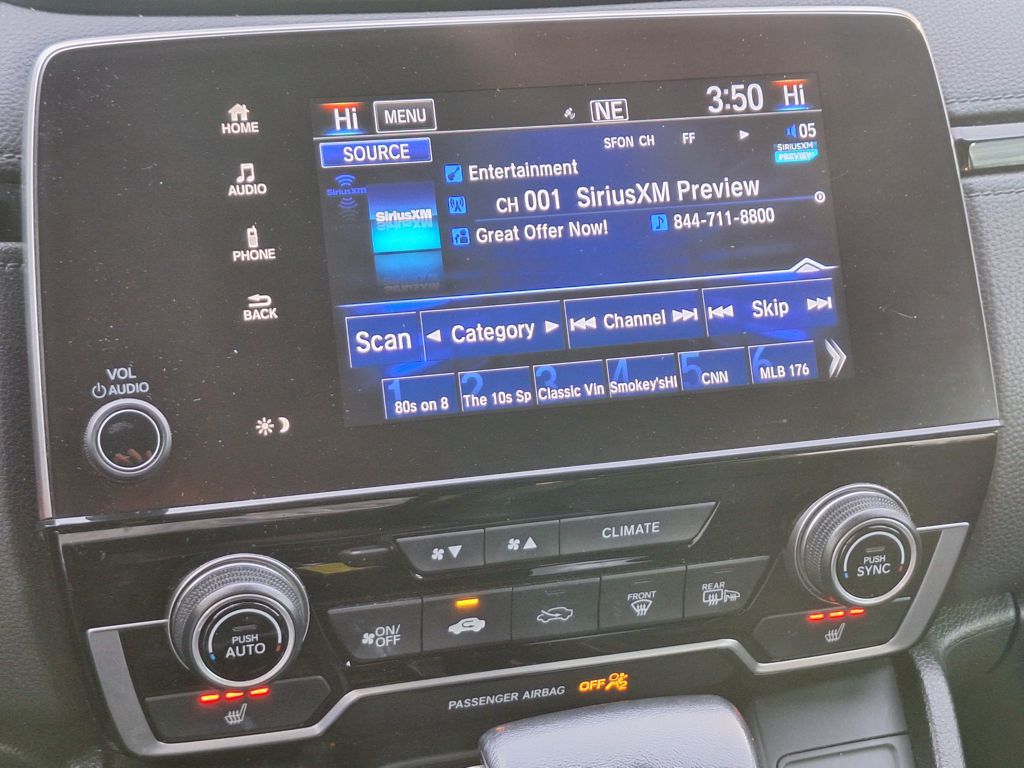 HOME
AUDIO
PHONE
BACK
VOL
AUDIO
Hi MENU NE 3:50 Hi
SOURCE SFON CH FF 05
SiriusXM
SIRIUSXM
PREVIEW
SiriusXM
Entertainment
CH 001 SiriusXM Preview
Great Offer Now! 844-711-8800
Scan Category Channel Skip
1 80s on 8
2 The 10s Sp
3 Classic Vin
4 Smokey'sHl
5 CNN
6 MLB 176
CLIMATE
PUSH
AUTO
ON/
OFF
FRONT
REAR
PUSH
SYNC
PASSENGER AIRBAG OFF